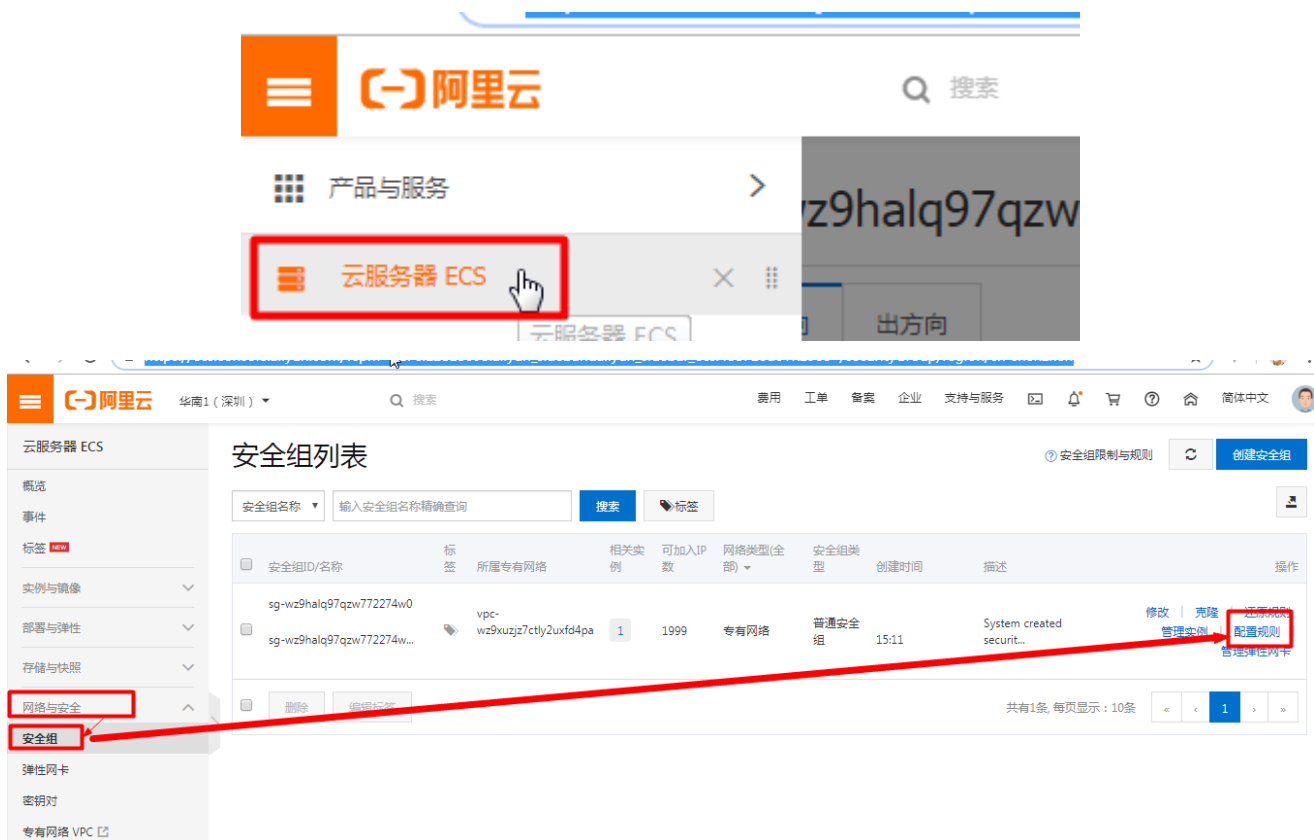 阿里云
搜索
产品与服务
z9halq97qzw
云服务器 ECS
云服务器 ECS
出方向
阿里云 华南1（深圳） 搜索 费用 工单 备案 企业 支持与服务 简体中文
云服务器 ECS
安全组列表
安全组限制与规则 创建安全组
概览
事件
标签 NEW
实例与镜像
部署与弹性
存储与快照
网络与安全
安全组
弹性网卡
密钥对
专有网络 VPC
安全组名称 输入安全组名称精确查询 搜索 标签
安全组ID/名称 标签 所属专有网络 相关实例 可加入IP数 网络类型(全部) 安全组类型 创建时间 描述 操作
sg-wz9halq97qzw772274w0
sg-wz9halq97qzw772274w...
vpc-
wz9xuzjz7ctly2uxfd4pa
1 1999 专有网络 普通安全组 15:11
System created
securit...
修改 克隆 还原规则
管理实例 配置规则
管理弹性网卡
删除 编辑标签 共有1条, 每页显示：10条 « ‹ 1 › »